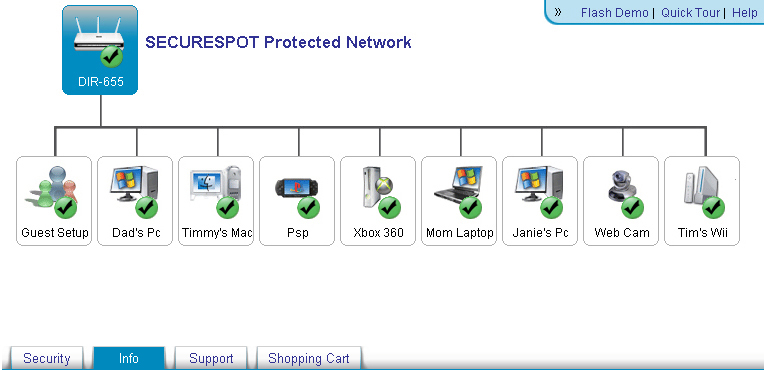 » Flash Demo | Quick Tour | Help
SECURESPOT Protected Network
DIR-655
Guest Setup
Dad's Pc
Timmy's Mac
Psp
Xbox 360
Mom Laptop
Janie's Pc
Web Cam
Tim's Wii
Security
Info
Support
Shopping Cart